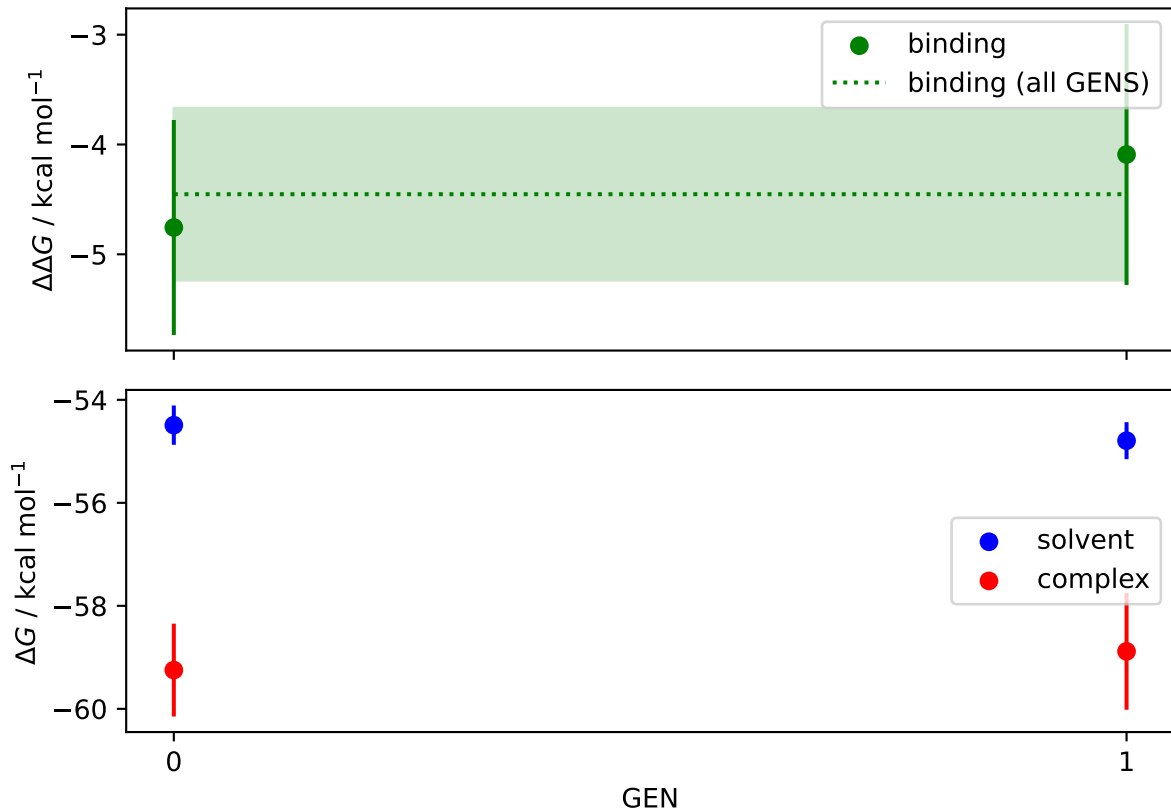 −3
−4
−5
ΔΔG / kcal mol⁻¹
binding
binding (all GENS)
−54
−56
−58
−60
ΔG / kcal mol⁻¹
solvent
complex
0
1
GEN